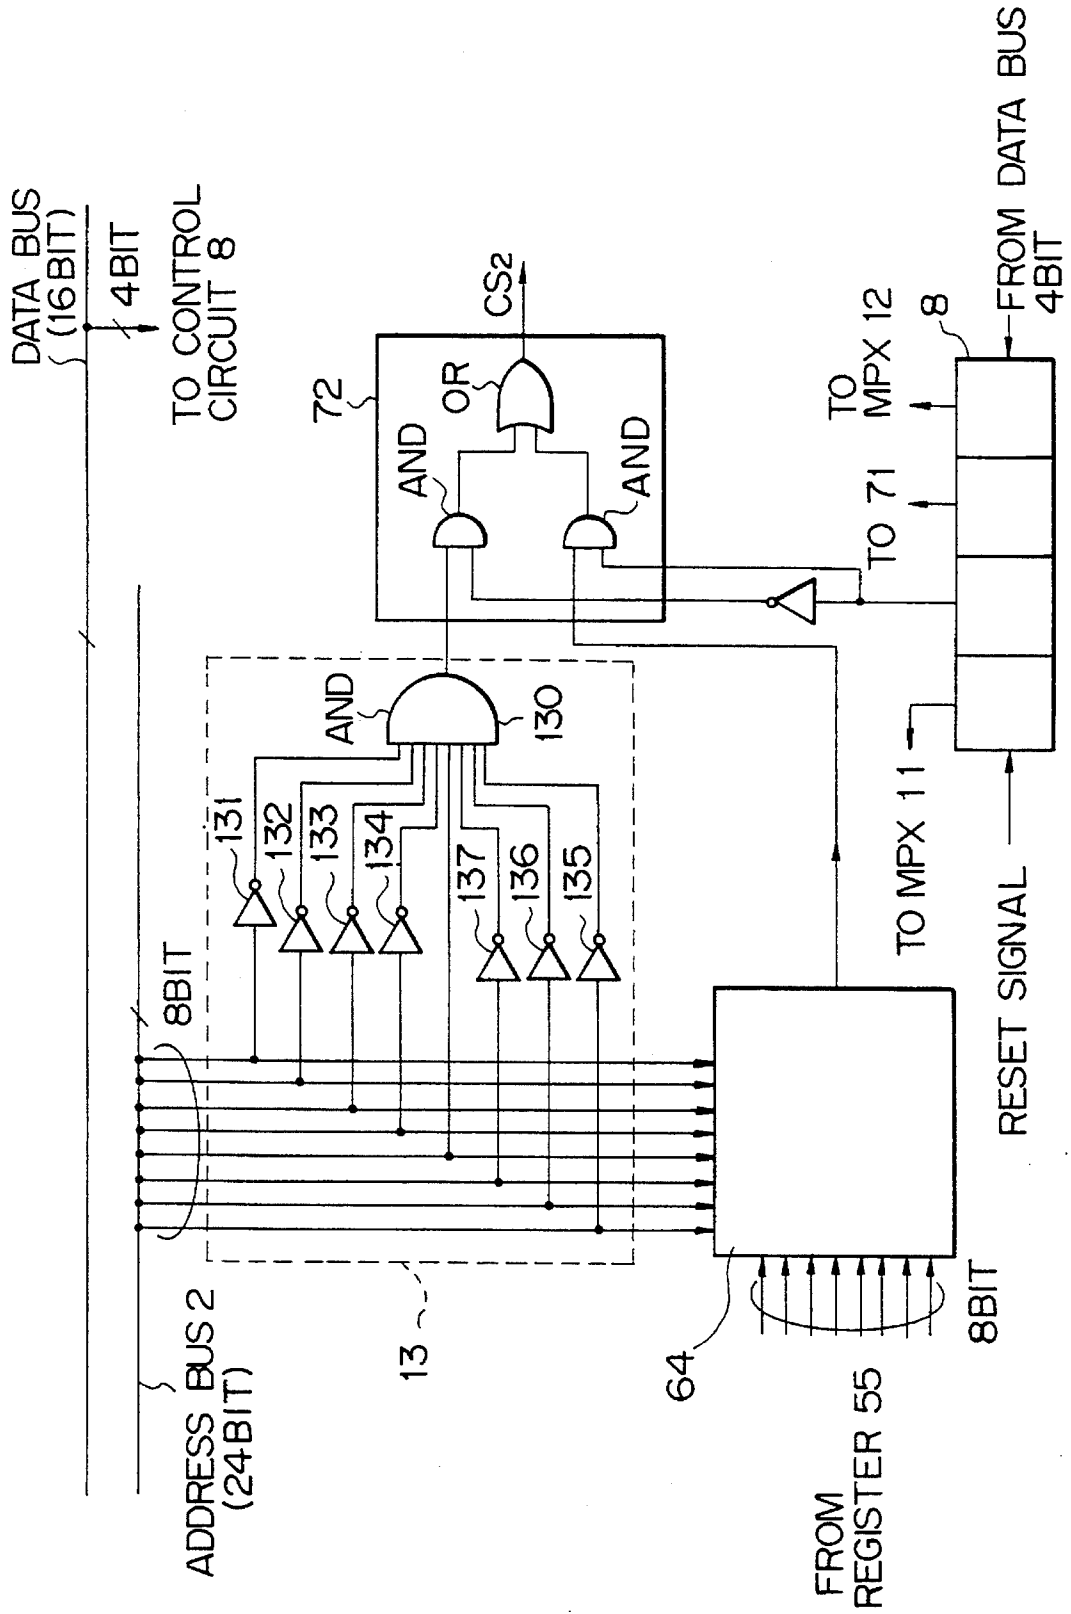 DATA BUS
(16BIT)
4BIT
TO CONTROL
CIRCUIT 8
ADDRESS BUS 2
(24BIT)
8BIT
13
131
132
133
134
137
136
135
AND
130
72
AND
OR
AND
CS2
64
FROM
REGISTER 55
8BIT
TO MPX 11
TO 71
TO
MPX 12
8
RESET SIGNAL
FROM DATA BUS
4BIT